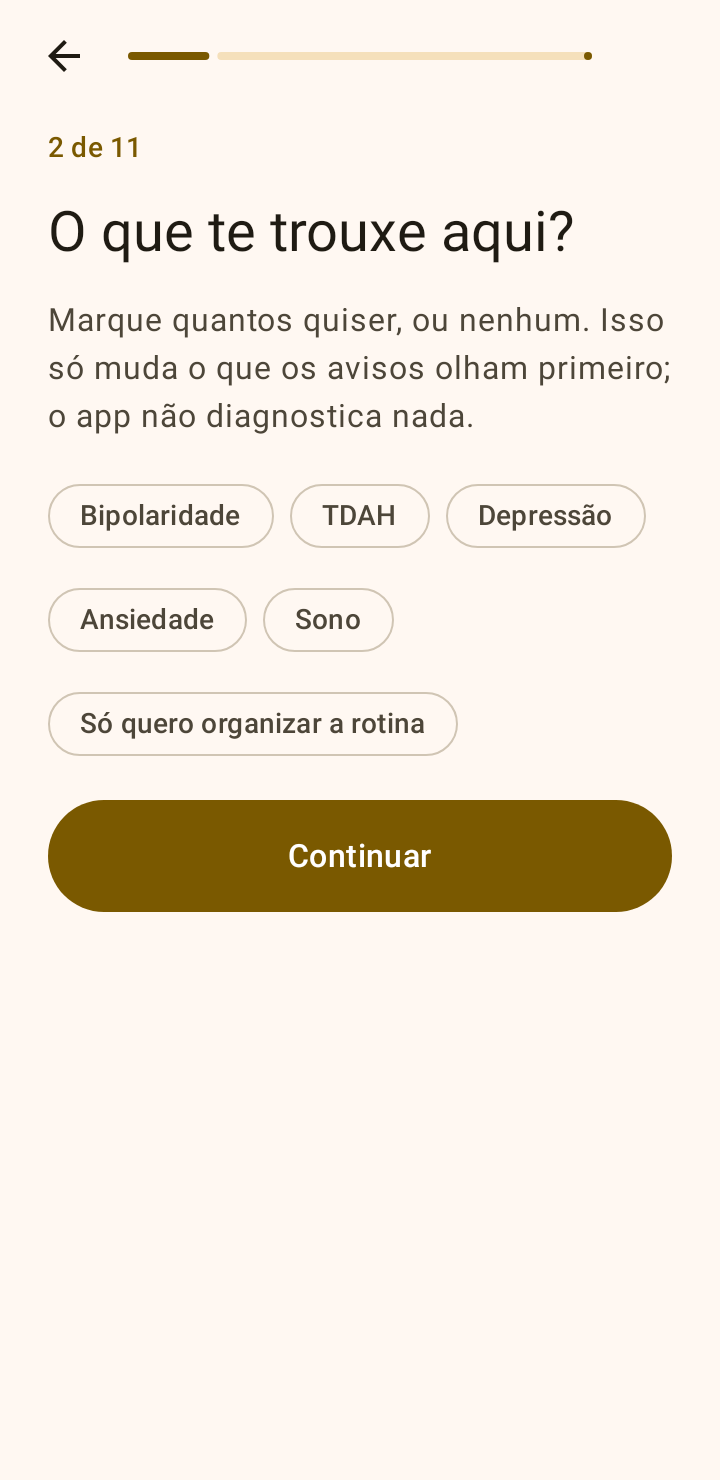 2 de 11
O que te trouxe aqui?
Marque quantos quiser, ou nenhum. Isso
só muda o que os avisos olham primeiro;
o app não diagnostica nada.
Bipolaridade
TDAH
Depressão
Ansiedade
Sono
Só quero organizar a rotina
Continuar